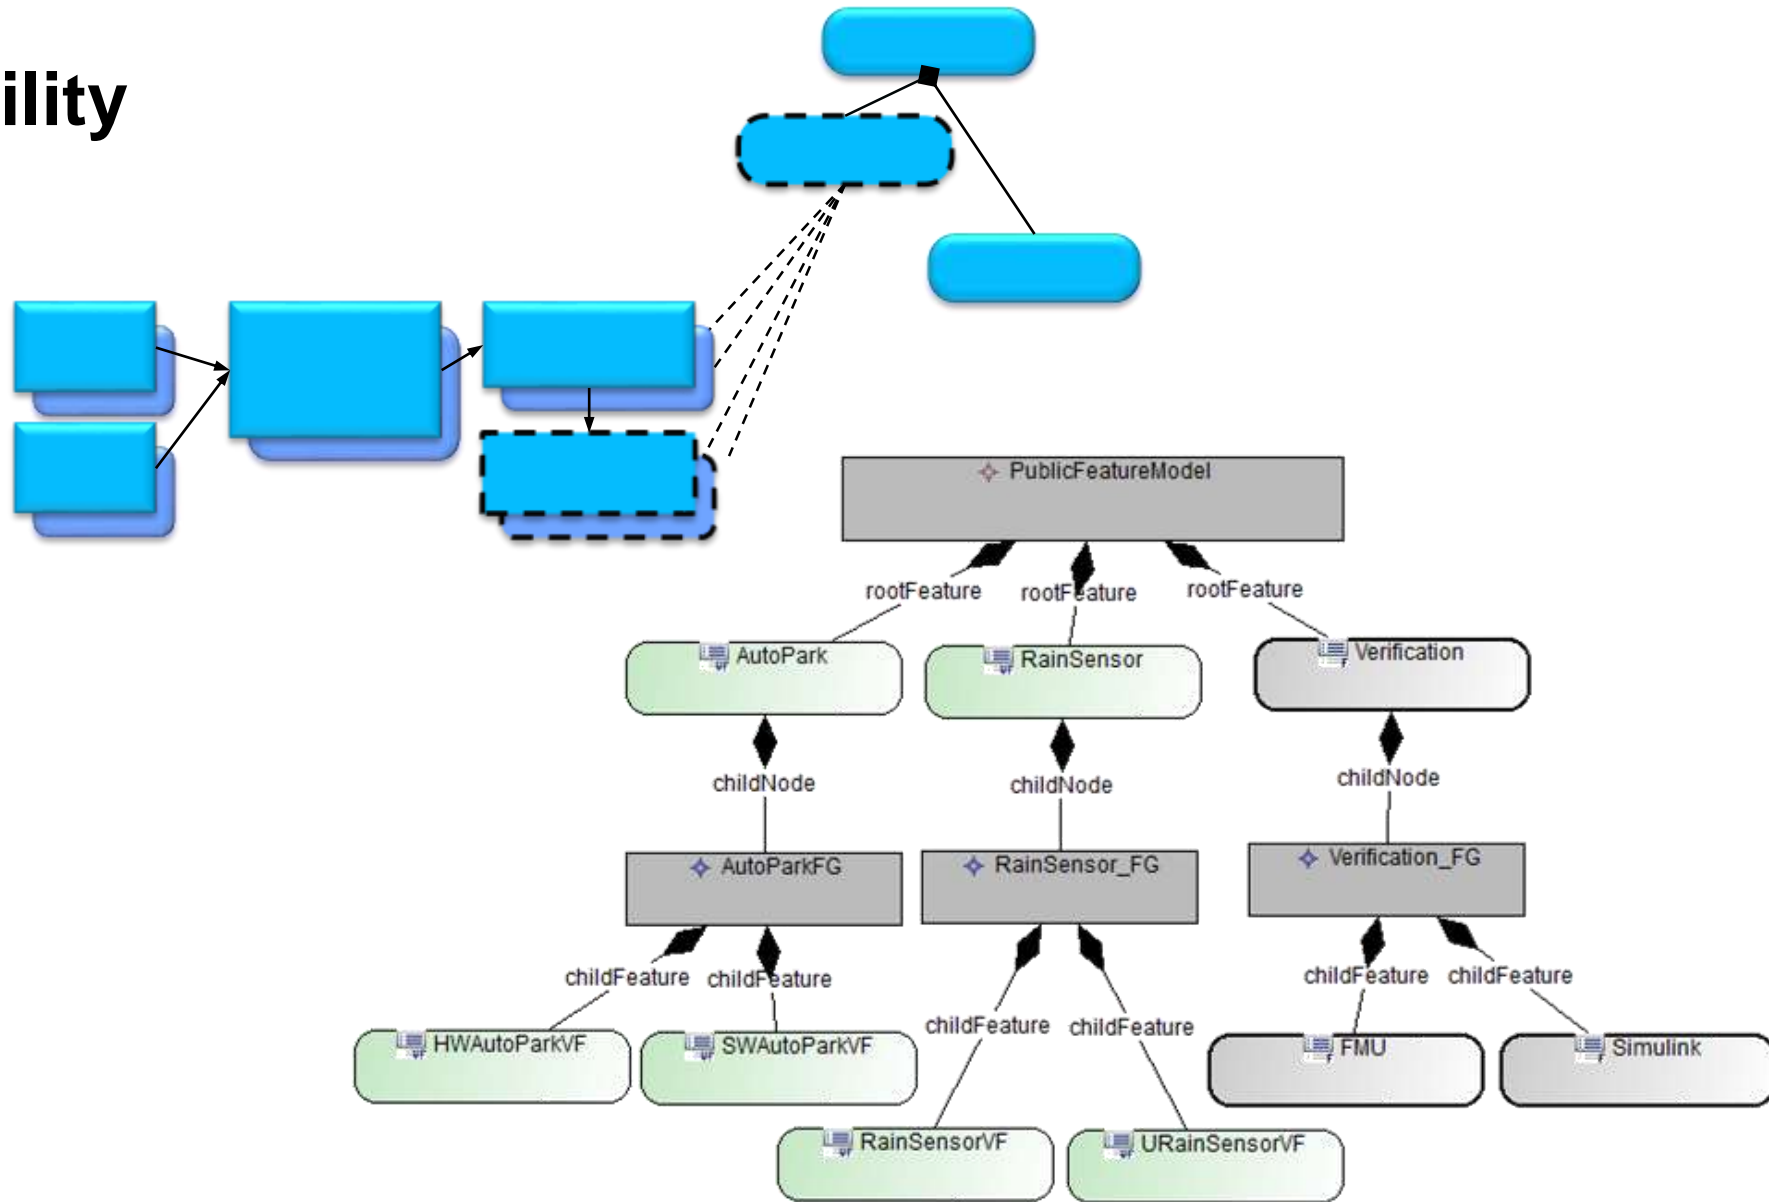 ility
PublicFeatureModel
rootFeature
rootFeature
rootFeature
AutoPark
RainSensor
Verification
childNode
childNode
childNode
AutoParkFG
RainSensor_FG
Verification_FG
childFeature
childFeature
childFeature
childFeature
childFeature
childFeature
HWAutoParkVF
SWAutoParkVF
FMU
Simulink
RainSensorVF
URainSensorVF